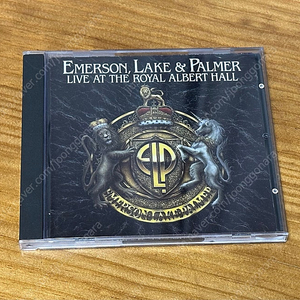 EMERSON, LAKE & PALMER
LIVE AT THE ROYAL ALBERT HALL
ELP